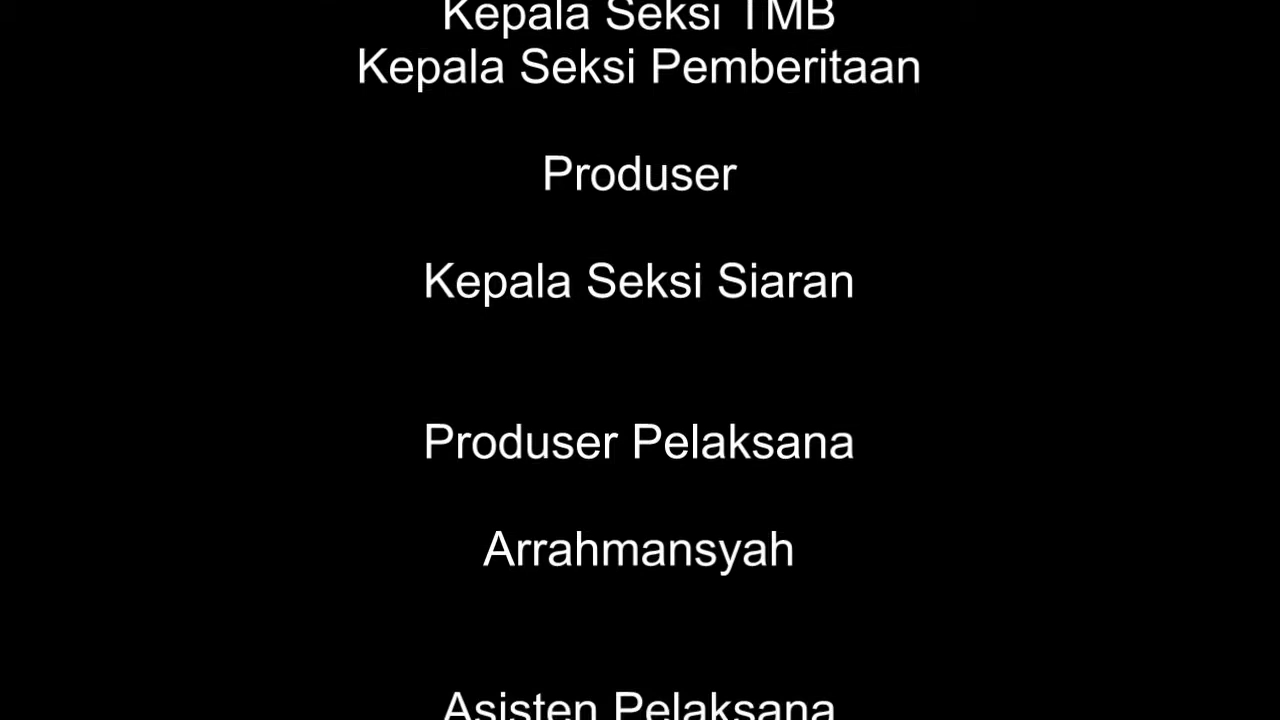 Kepala Seksi TMB
Kepala Seksi Pemberitaan
Produser
Kepala Seksi Siaran
Produser Pelaksana
Arrahmansyah
Asisten Pelaksana